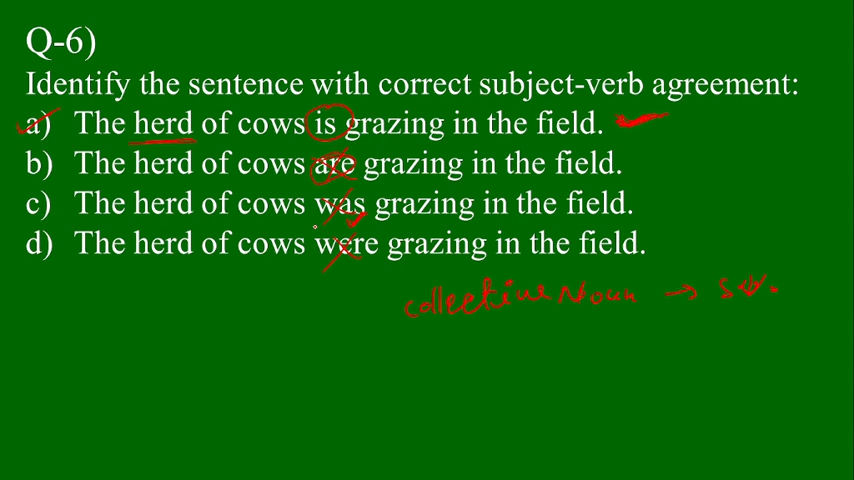 Q-6)
Identify the sentence with correct subject-verb agreement:
a) The herd of cows is grazing in the field.
b) The herd of cows are grazing in the field.
c) The herd of cows was grazing in the field.
d) The herd of cows were grazing in the field.
collective Noun →